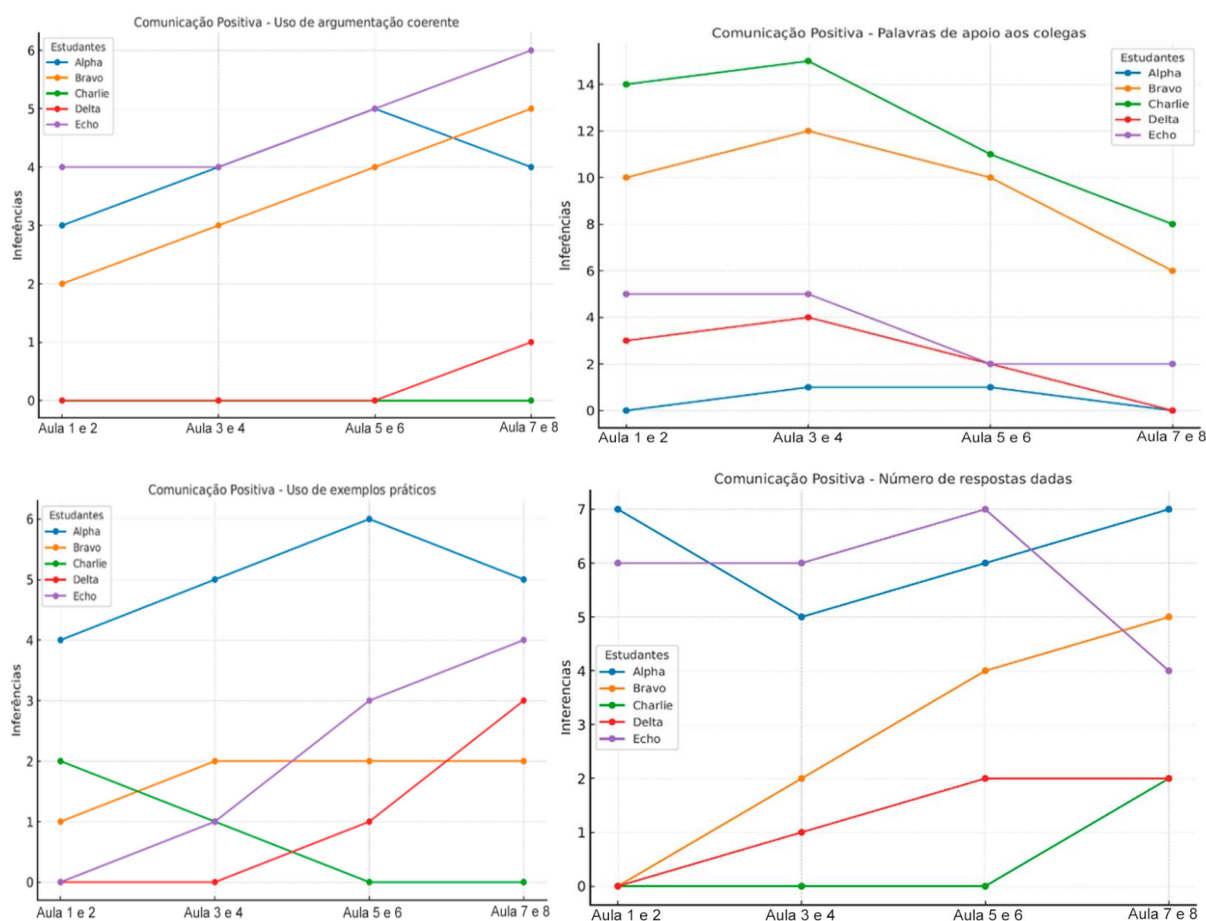 Comunicação Positiva - Uso de argumentação coerente
Estudantes
Alpha
Bravo
Charlie
Delta
Echo
Inferências
6
5
4
3
2
1
0
Aula 1 e 2
Aula 3 e 4
Aula 5 e 6
Aula 7 e 8
Comunicação Positiva - Palavras de apoio aos colegas
Estudantes
Alpha
Bravo
Charlie
Delta
Echo
Inferências
14
12
10
8
6
4
2
0
Aula 1 e 2
Aula 3 e 4
Aula 5 e 6
Aula 7 e 8
Comunicação Positiva - Uso de exemplos práticos
Estudantes
Alpha
Bravo
Charlie
Delta
Echo
Inferências
6
5
4
3
2
1
0
Aula 1 e 2
Aula 3 e 4
Aula 5 e 6
Aula 7 e 8
Comunicação Positiva - Número de respostas dadas
Estudantes
Alpha
Bravo
Charlie
Delta
Echo
Inferências
7
6
5
4
3
2
1
0
Aula 1 e 2
Aula 3 e 4
Aula 5 e 6
Aula 7 e 8